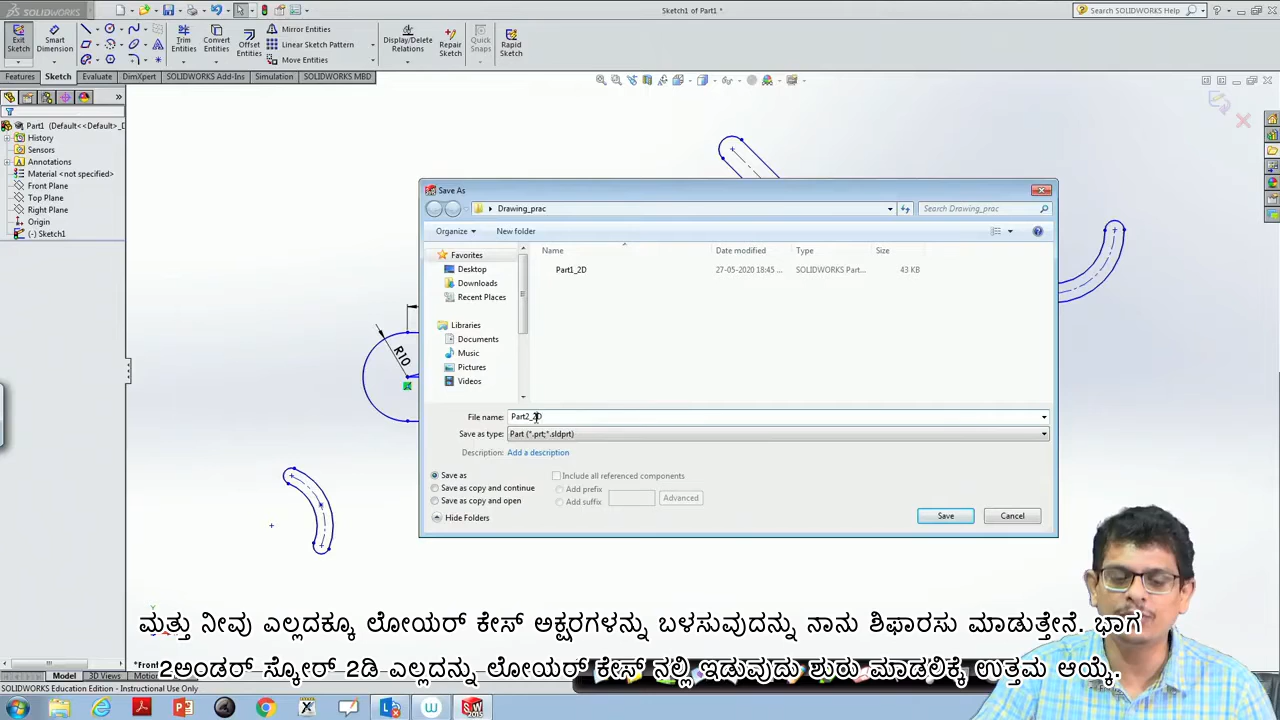 SOLIDWORKS
Sketch1 of Part1 *
Search SOLIDWORKS Help
Exit Sketch
Smart Dimension
Trim Entities
Convert Entities
Offset Entities
Mirror Entities
Linear Sketch Pattern
Move Entities
Display/Delete Relations
Repair Sketch
Quick Snaps
Rapid Sketch
Features Sketch Evaluate DimXpert SOLIDWORKS Add-Ins Simulation SOLIDWORKS MBD
Part1 (Default<<Default>_D
History
Sensors
Annotations
Material <not specified>
Front Plane
Top Plane
Right Plane
Origin
(-) Sketch1
R10
Save As
Drawing_prac
Search Drawing_prac
Organize New folder
Favorites
Desktop
Downloads
Recent Places
Libraries
Documents
Music
Pictures
Videos
Name Date modified Type Size
Part1_2D 27-05-2020 18:45 ... SOLIDWORKS Part... 43 KB
File name: Part2_2D
Save as type: Part (*.prt;*.sldprt)
Description: Add a description
Save as
Save as copy and continue
Save as copy and open
Include all referenced components
Add prefix
Add suffix
Advanced
Hide Folders
Save Cancel
ಮತ್ತು ನೀವು ಎಲ್ಲದಕ್ಕೂ ಲೋಯರ್ ಕೇಸ್ ಅಕ್ಷರಗಳನ್ನು ಬಳಸುವುದನ್ನು ನಾನು ಶಿಫಾರಸು ಮಾಡುತ್ತೇನೆ. ಭಾಗ
2ಅಂಡರ್ ಸ್ಕೋರ್ 2ಡಿ ಎಲ್ಲದನ್ನು ಲೋಯರ್ ಕೇಸ್ ನಲ್ಲಿ ಇಡುವುದು ಶುರು ಮಾಡಲಿಕ್ಕೆ ಉತ್ತಮ ಆಯ್ಕೆ.
*Front
Model 3D Views
SOLIDWORKS Education Edition - Instructional Use Only